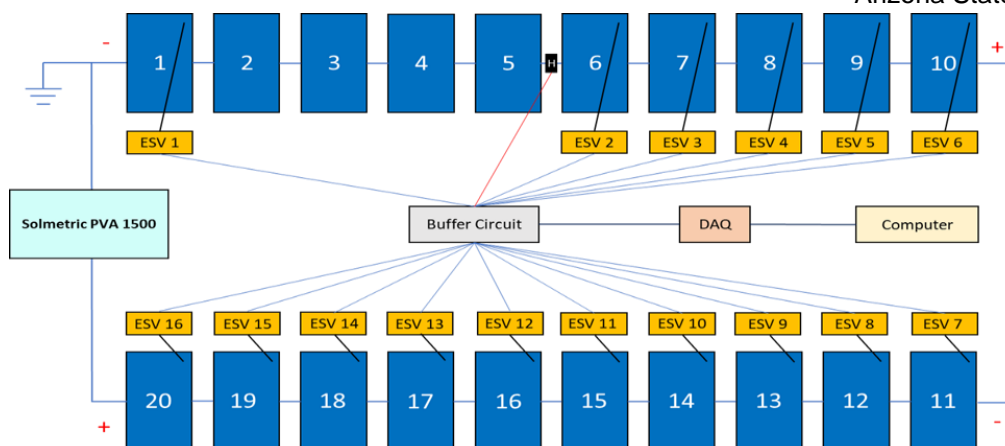 Arizona State
-
+
1 2 3 4 5 H 6 7 8 9 10
ESV 1 ESV 2 ESV 3 ESV 4 ESV 5 ESV 6
Solmetric PVA 1500
Buffer Circuit DAQ Computer
ESV 16 ESV 15 ESV 14 ESV 13 ESV 12 ESV 11 ESV 10 ESV 9 ESV 8 ESV 7
20 19 18 17 16 15 14 13 12 11
+
-